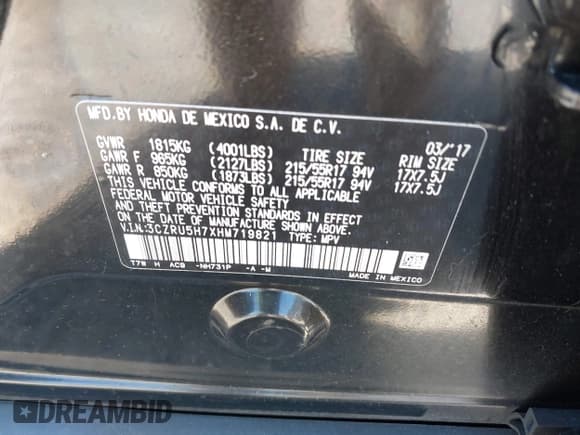 MFD.BY HONDA DE MEXICO S.A. DE C.V.
03/'17
GVWR 1815KG (4001LBS) TIRE SIZE RIM SIZE
GAWR F 965KG (2127LBS) 215/55R17 94V 17X7.5J
GAWR R 850KG (1873LBS) 215/55R17 94V 17X7.5J
THIS VEHICLE CONFORMS TO ALL APPLICABLE
FEDERAL MOTOR VEHICLE SAFETY,
AND THEFT PREVENTION STANDARDS IN EFFECT
ON THE DATE OF MANUFACTURE SHOWN ABOVE.
V.I.N:3CZRU5H7XHM719821 TYPE: MPV
T7W H ACB -NH731P -A -M
MADE IN MEXICO
DREAMBID